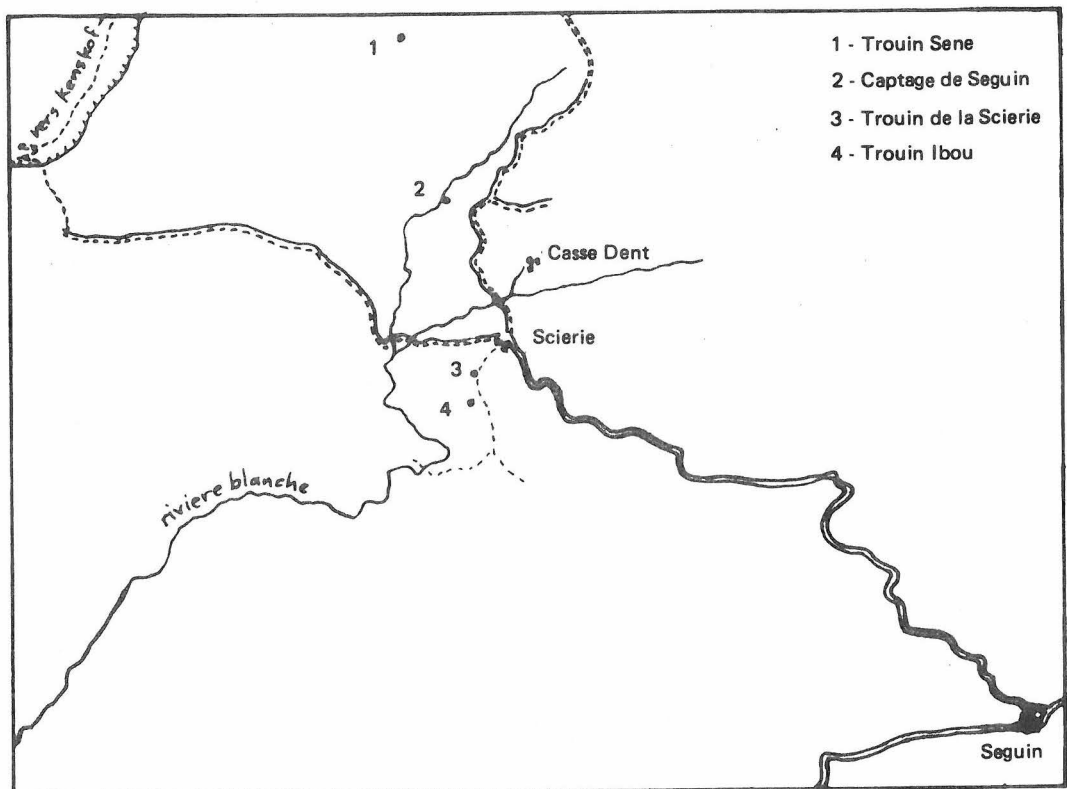 vers Kenskof
1
1 - Trouin Sene
2 - Captage de Seguin
3 - Trouin de la Scierie
4 - Trouin Ibou
2
Casse Dent
Scierie
3
4
riviere blanche
Seguin